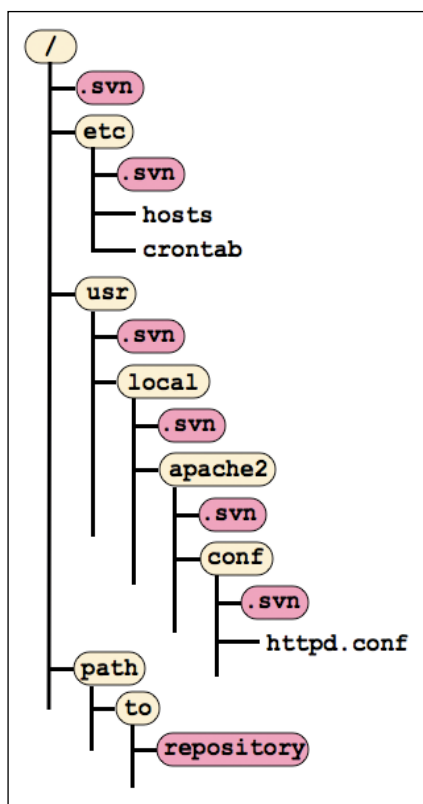 /
.svn
etc
.svn
hosts
crontab
usr
.svn
local
.svn
apache2
.svn
conf
.svn
httpd.conf
path
to
repository